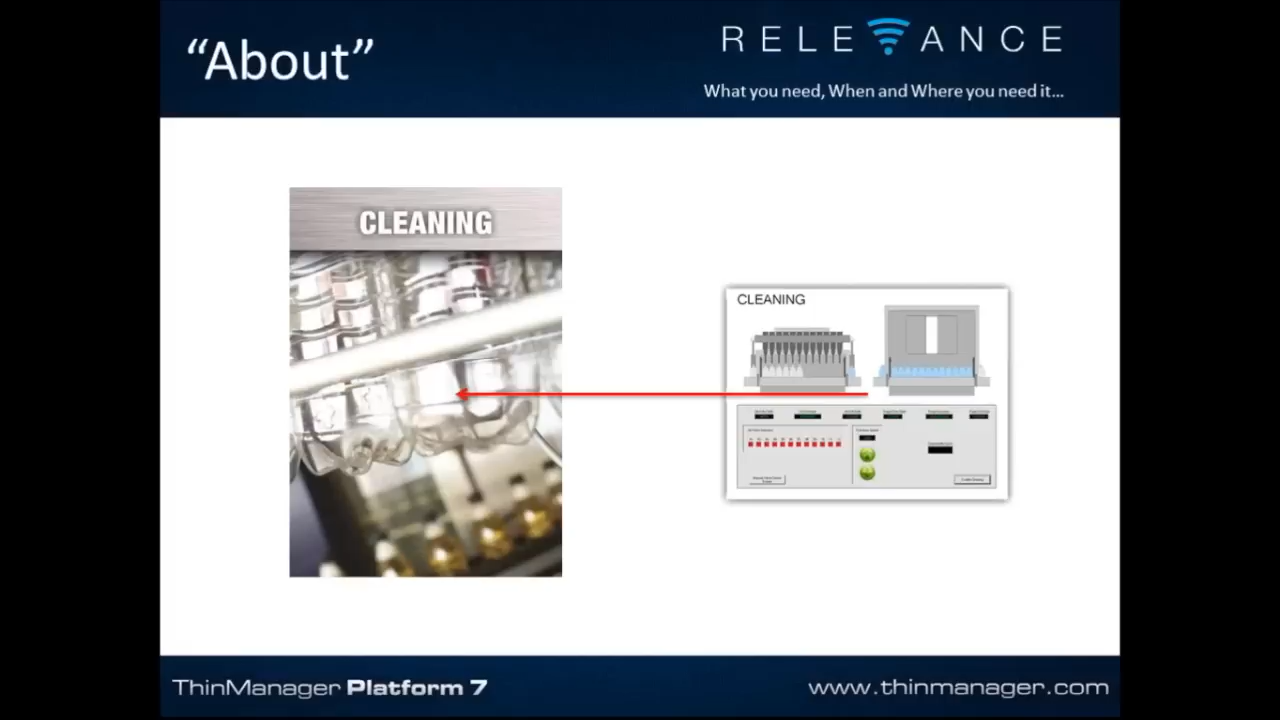 “About”
RELEVANCE
What you need, When and Where you need it...
CLEANING
CLEANING
ThinManager Platform 7
www.thinmanager.com